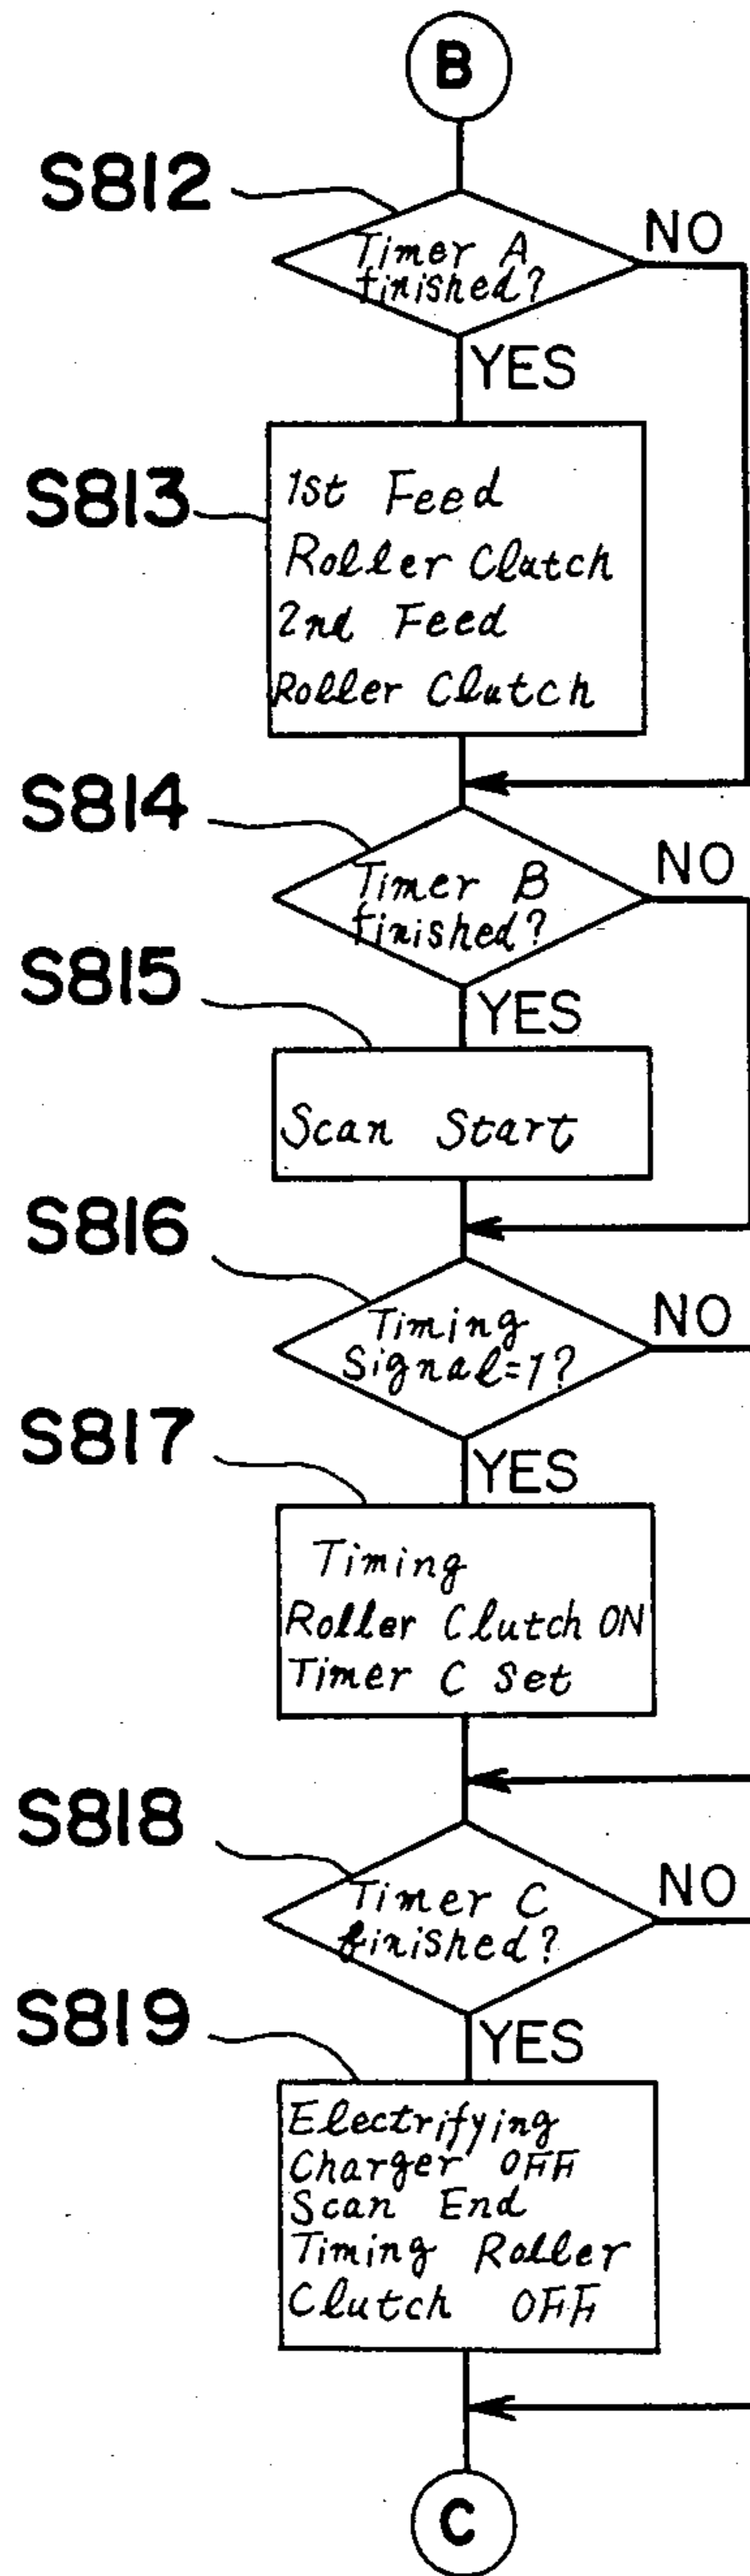 B
S812
Timer A
finished?
NO
YES
S813
1st Feed
Roller Clutch
2nd Feed
Roller Clutch
S814
Timer B
finished?
NO
YES
S815
Scan Start
S816
Timing
Signal=1?
NO
YES
S817
Timing
Roller Clutch ON
Timer C Set
S818
Timer C
finished?
NO
YES
S819
Electrifying
Charger OFF
Scan End
Timing Roller
Clutch OFF
C